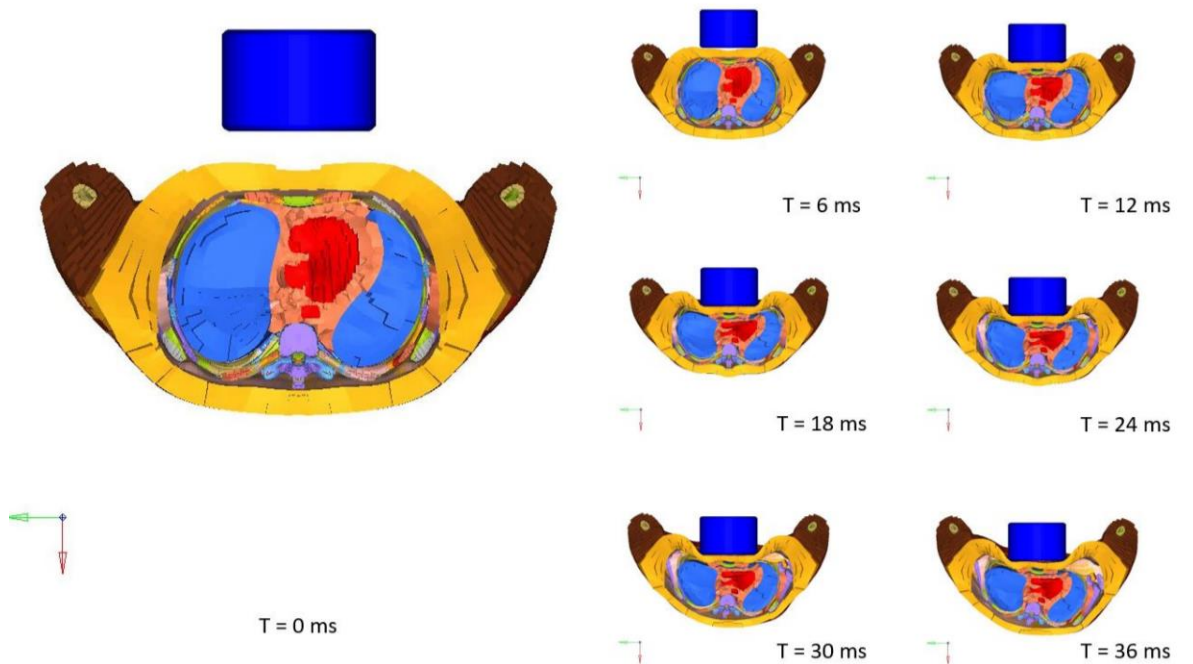 T = 0 ms
T = 6 ms
T = 12 ms
T = 18 ms
T = 24 ms
T = 30 ms
T = 36 ms